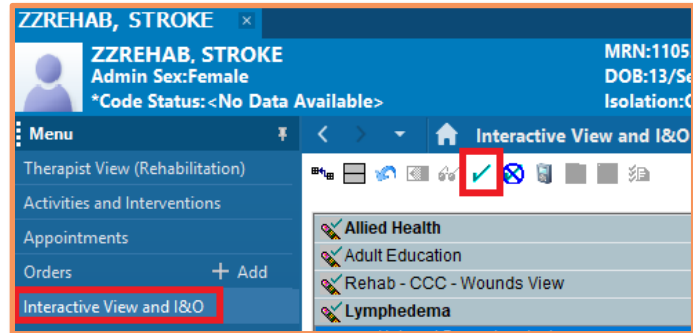 ZZREHAB, STROKE ×
ZZREHAB, STROKE
MRN:1105
Admin Sex:Female
DOB:13/Se
*Code Status:<No Data Available>
Isolation:
Menu
Interactive View and I&O
Therapist View (Rehabilitation)
Activities and Interventions
Appointments
Orders + Add
Interactive View and I&O
Allied Health
Adult Education
Rehab - CCC - Wounds View
Lymphedema